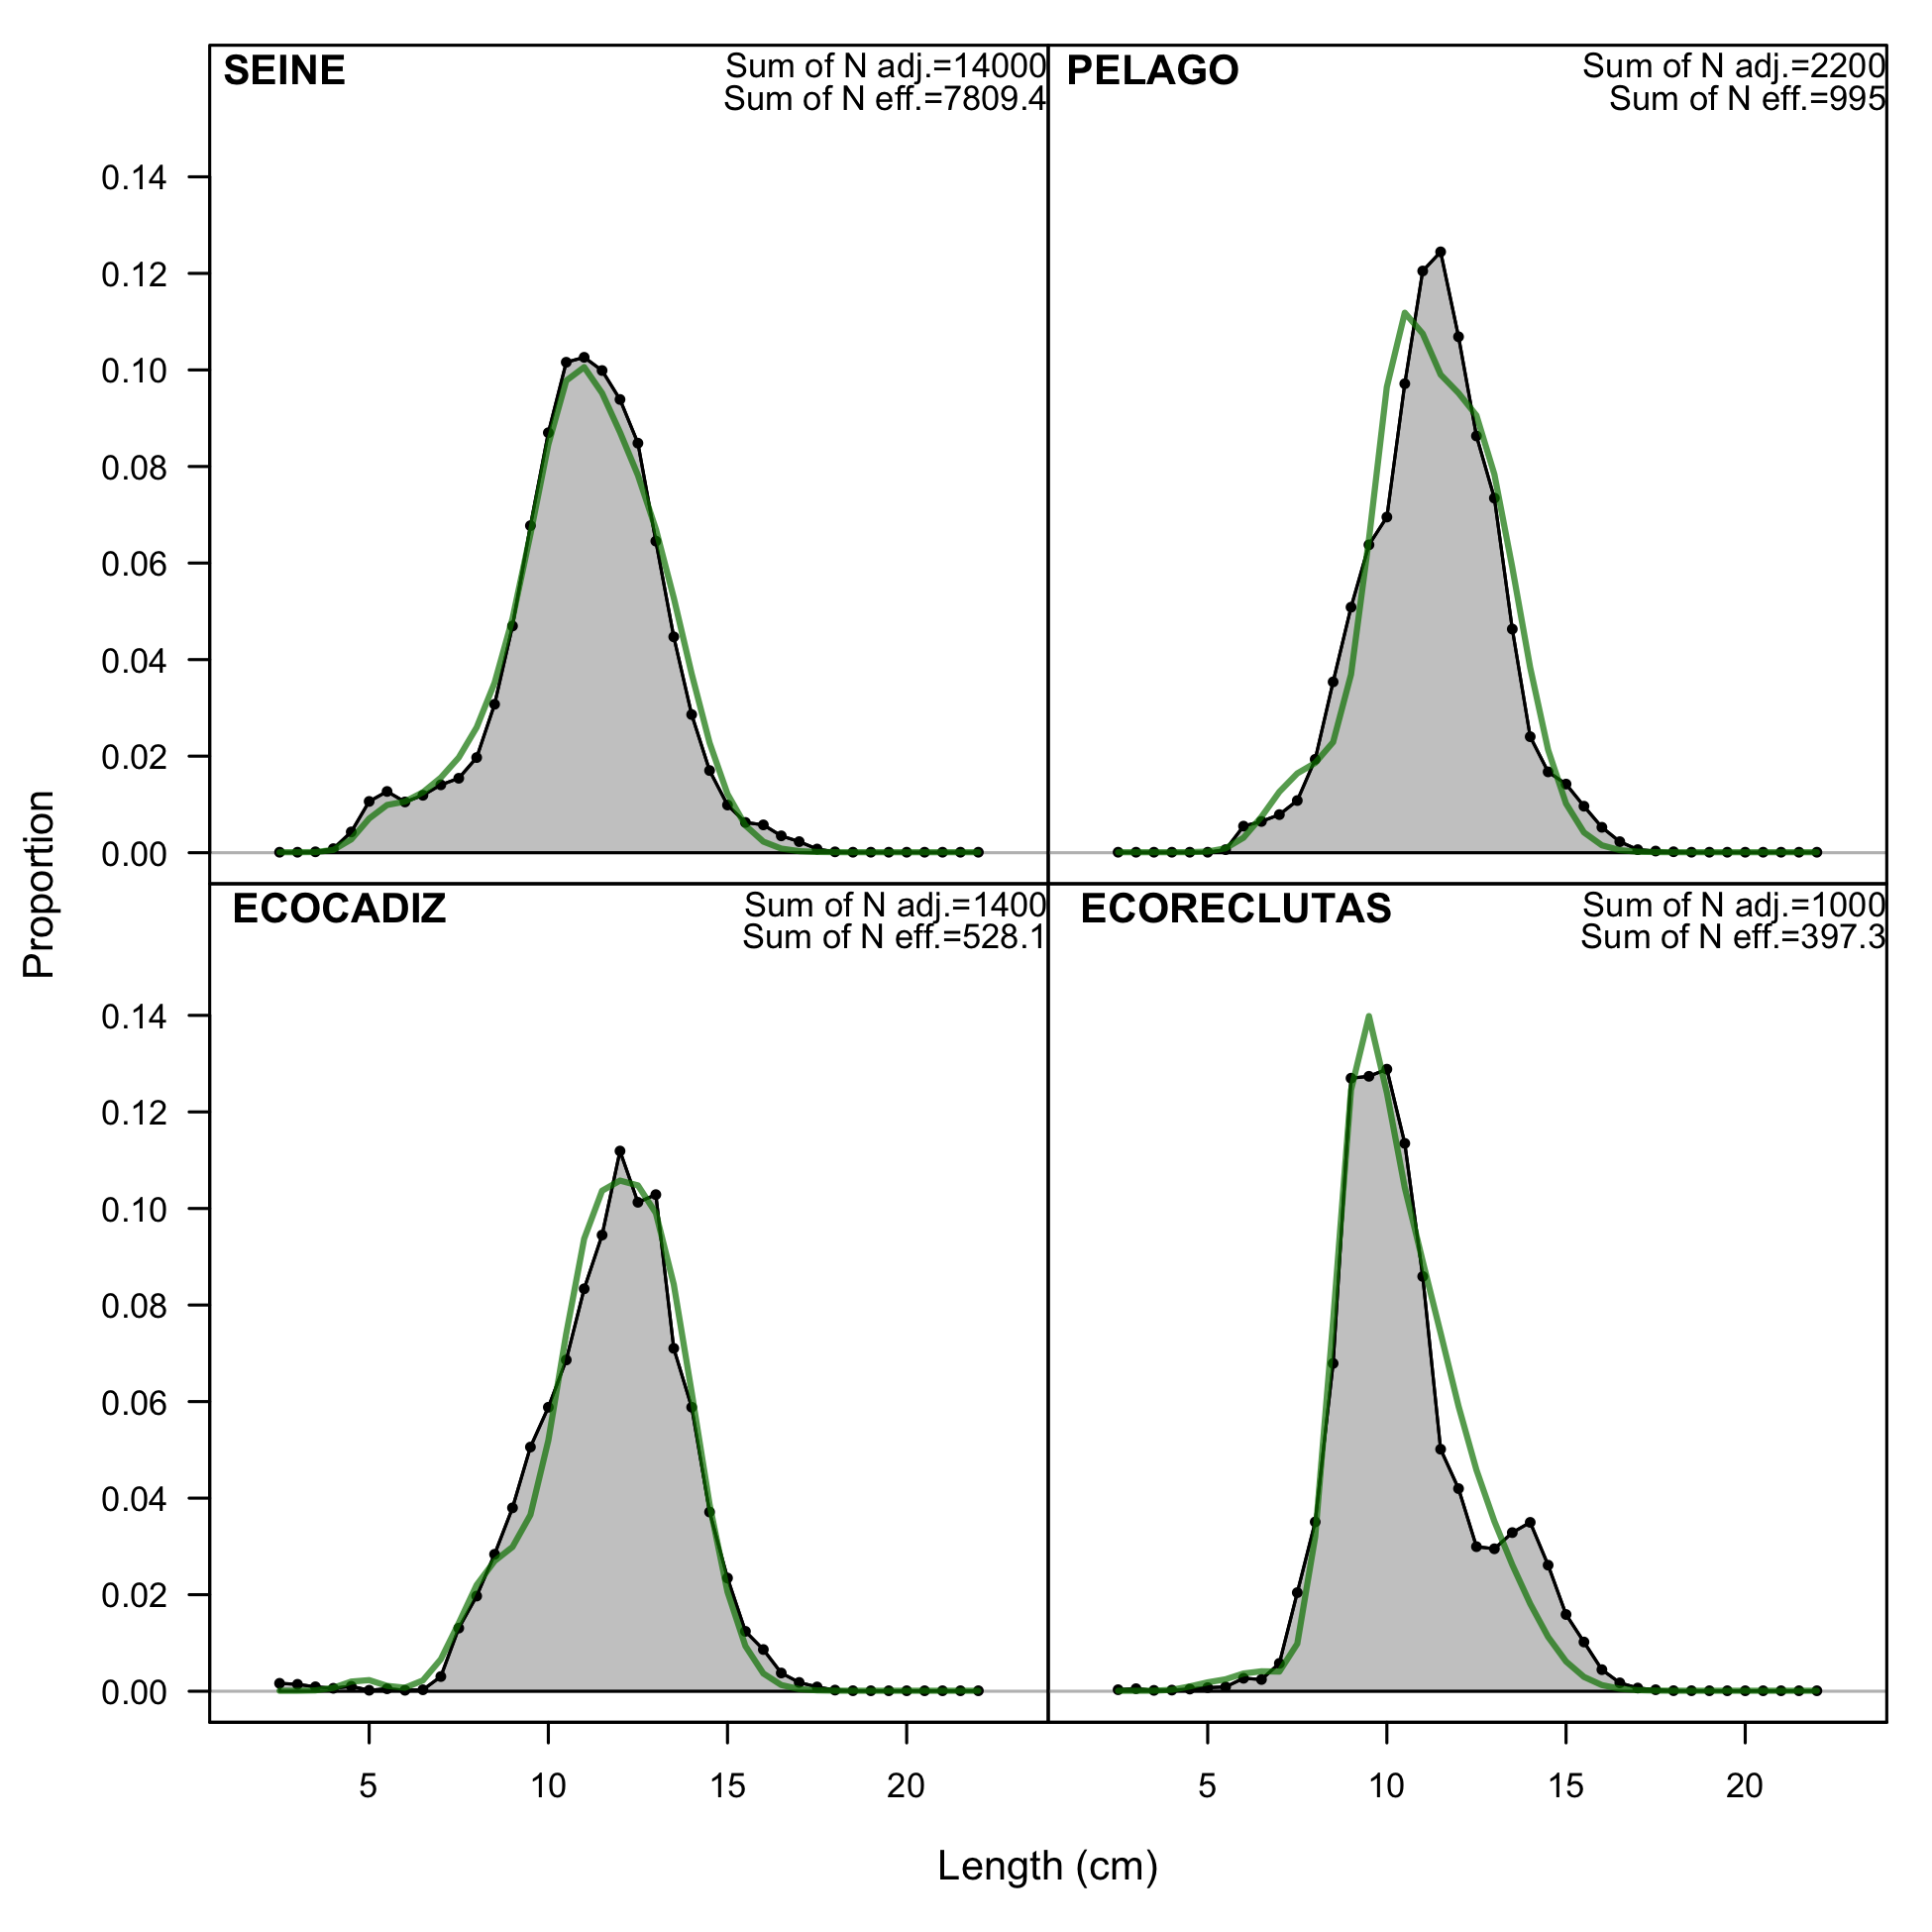 SEINE
Sum of N adj.=14000
Sum of N eff.=7809.4
PELAGO
Sum of N adj.=2200
Sum of N eff.=995
0.14
0.12
0.10
0.08
0.06
0.04
0.02
0.00
ECOCADIZ
Sum of N adj.=1400
Sum of N eff.=528.1
ECORECLUTAS
Sum of N adj.=1000
Sum of N eff.=397.3
0.14
0.12
0.10
0.08
0.06
0.04
0.02
0.00
Proportion
5 10 15 20
5 10 15 20
Length (cm)